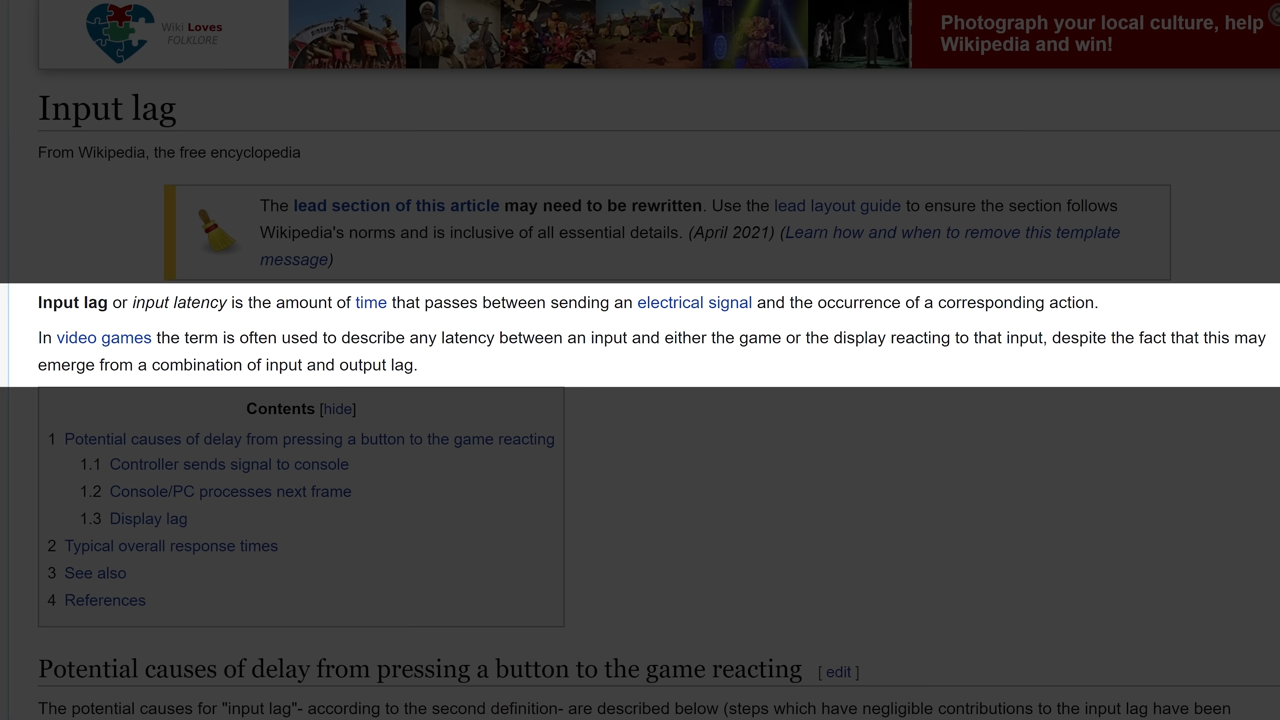 Wiki Loves
FOLKLORE
Photograph your local culture, help
Wikipedia and win!
Input lag
From Wikipedia, the free encyclopedia
The lead section of this article may need to be rewritten. Use the lead layout guide to ensure the section follows
Wikipedia's norms and is inclusive of all essential details. (April 2021) (Learn how and when to remove this template
message)
Input lag or input latency is the amount of time that passes between sending an electrical signal and the occurrence of a corresponding action.
In video games the term is often used to describe any latency between an input and either the game or the display reacting to that input, despite the fact that this may
emerge from a combination of input and output lag.
Contents [hide]
1 Potential causes of delay from pressing a button to the game reacting
1.1 Controller sends signal to console
1.2 Console/PC processes next frame
1.3 Display lag
2 Typical overall response times
3 See also
4 References
Potential causes of delay from pressing a button to the game reacting [ edit ]
The potential causes for "input lag"- according to the second definition- are described below (steps which have negligible contributions to the input lag have been